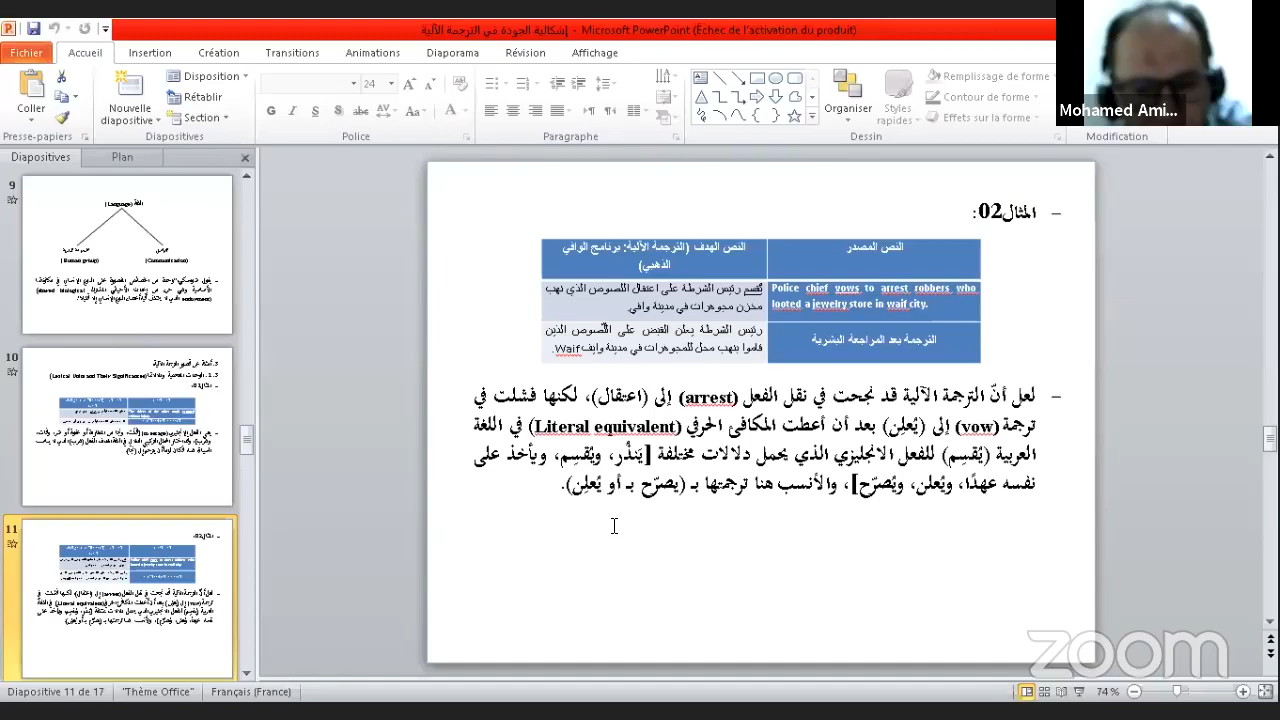 إشكالية الجودة في الترجمة الآلية - Microsoft PowerPoint (Échec de l'activation du produit)
Fichier Accueil Insertion Création Transitions Animations Diaporama Révision Affichage
Coller
Nouvelle diapositive
Disposition
Rétablir
Section
24
Organiser
Styles rapides
Remplissage de forme
Contour de forme
Effets sur la forme
Presse-papiers Diapositives Police Paragraphe Dessin Modification
Mohamed Ami...
Diapositives Plan
9
اللغة (Language)
(Human group) (Communication)
10
11
- المثال02:
النص المصدر
النص الهدف (الترجمة الآلية: برنامج الوافي الذهبي)
Police chief vows to arrest robbers who
looted a jewelry store in waif city.
يُقسِم رئيس الشرطة على اعتقال اللصوص الذي نهب
مخزن مجوهرات في مدينة وافي.
الترجمة بعد المراجعة البشرية
رئيس الشرطة يعلن القبض على اللصوص الذين
قاموا بنهب محل للمجوهرات في مدينة وايف Waif.
- لعل أنّ الترجمة الآلية قد نجحت في نقل الفعل (arrest) إلى (اعتقال)، لكنها فشلت في
ترجمة (vow) إلى (يُعلِن) بعد أن أعطت المكافئ الحرفي (Literal equivalent) في اللغة
العربية (يُقسِم) للفعل الانجليزي الذي يحمل دلالات مختلفة [يَنذُر، ويُقسِم، ويأخذ على
نفسه عهدًا، ويُعلن، ويُصرّح]، والأنسب هنا ترجمتها بـ (يصرّح بـ أو يُعلِن).
zoom
Diapositive 11 de 17 "Thème Office" Français (France) 74 %